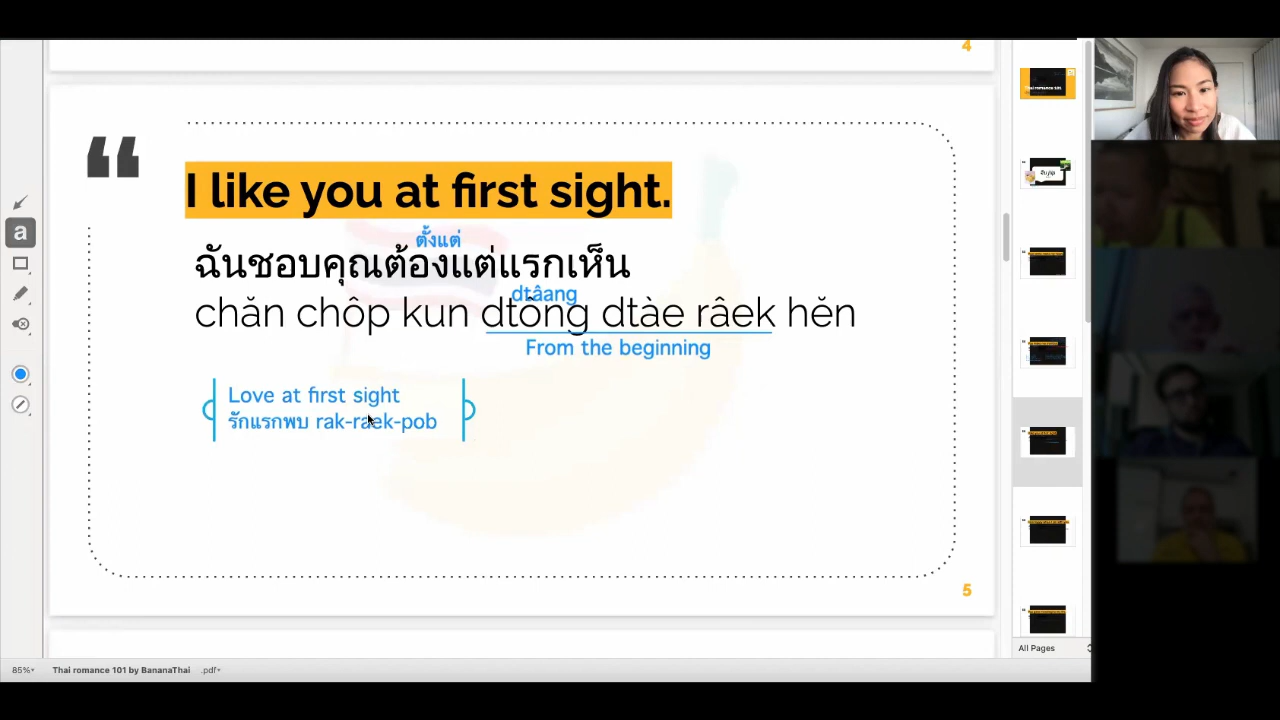 4
“
I like you at first sight.
ตั้งแต่
ฉันชอบคุณต้องแต่แรกเห็น
dtâang
chăn chôp kun dtông dtàe râek hĕn
From the beginning
Love at first sight
รักแรกพบ rak-raek-pob
5
a
85%
Thai romance 101 by BananaThai
.pdf
All Pages